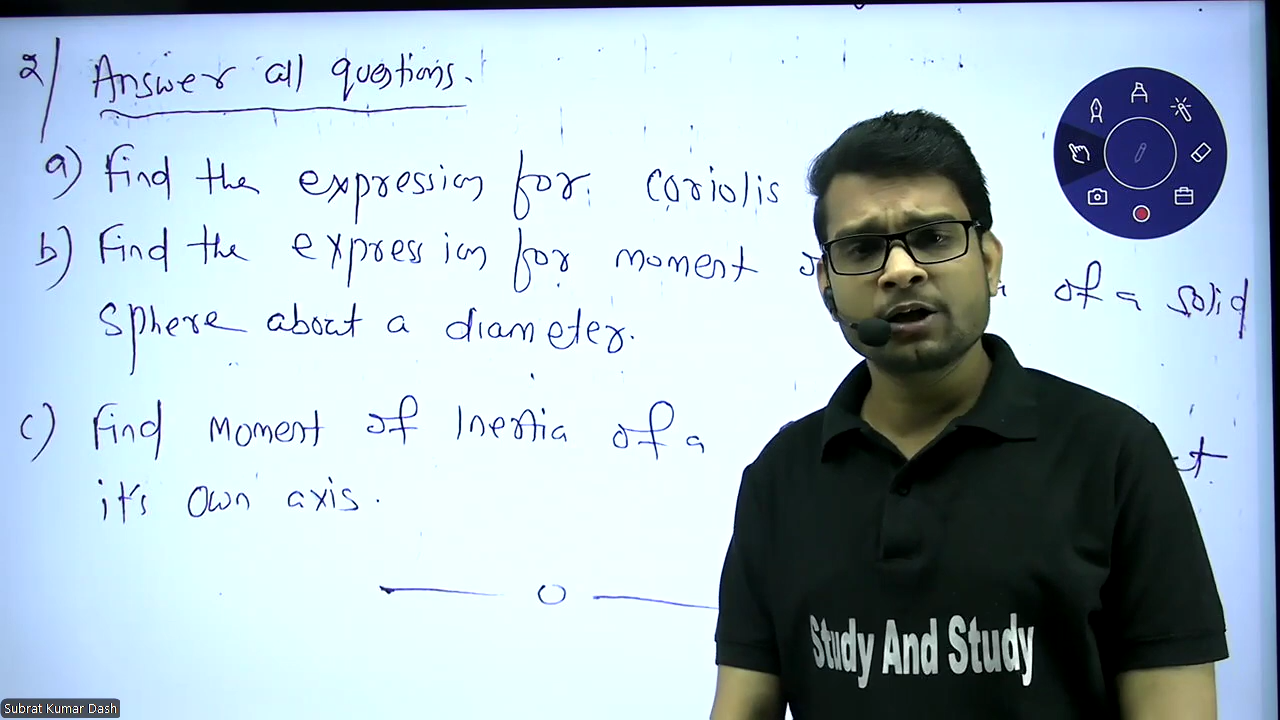 2) Answer all questions.
a) Find the expression for coriolis
b) Find the expression for moment of a solid
sphere about a diameter.
c) Find Moment of Inertia of a
it's own axis.
Study And Study
Subrat Kumar Dash